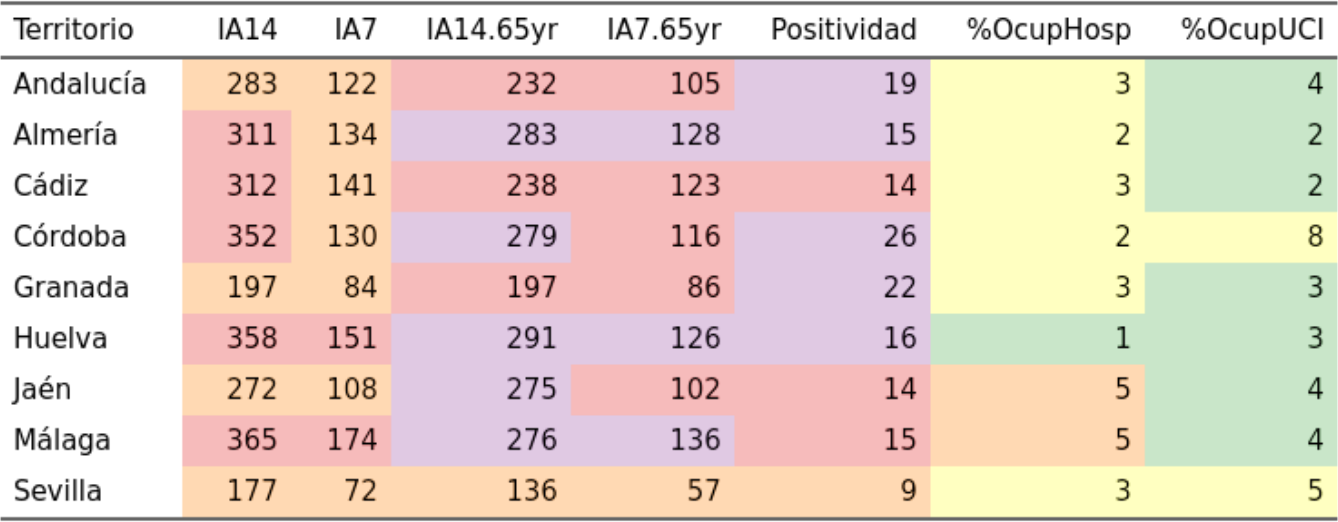 Territorio IA14 IA7 IA14.65yr IA7.65yr Positividad %OcupHosp %OcupUCI
Andalucía 283 122 232 105 19 3 4
Almería 311 134 283 128 15 2 2
Cádiz 312 141 238 123 14 3 2
Córdoba 352 130 279 116 26 2 8
Granada 197 84 197 86 22 3 3
Huelva 358 151 291 126 16 1 3
Jaén 272 108 275 102 14 5 4
Málaga 365 174 276 136 15 5 4
Sevilla 177 72 136 57 9 3 5